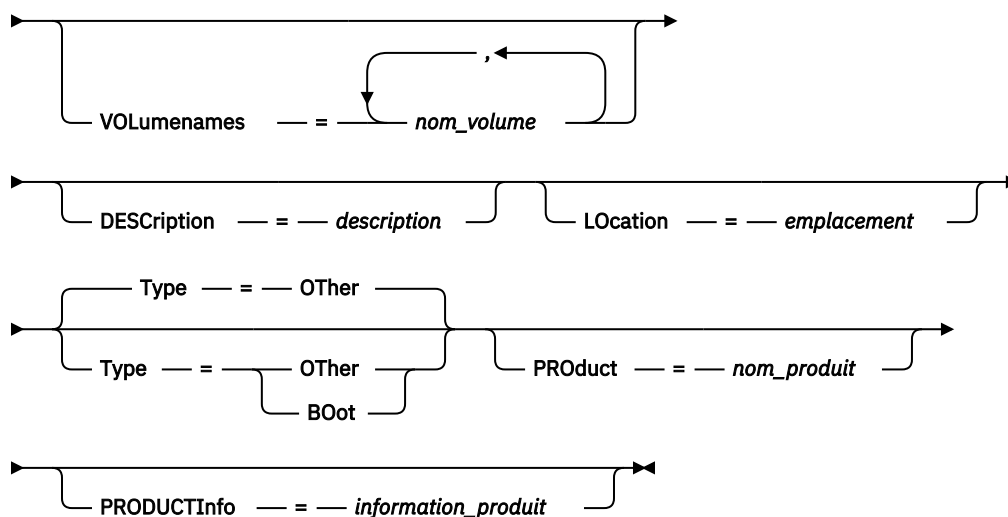 ,
VOLumenames = nom_volume
DESCription = description LOcation = emplacement
Type = OTher
Type = OTher PROduct = nom_produit
BOot
PRODUCTInfo = information_produit